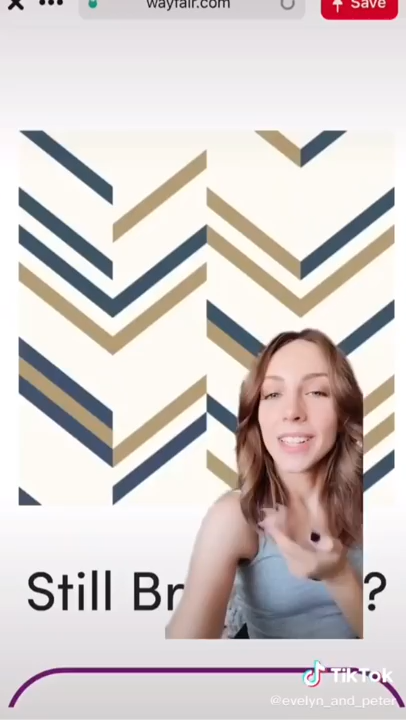 wayfair.com
Save
Still Br ?
TikTok
@evelyn_and_peter